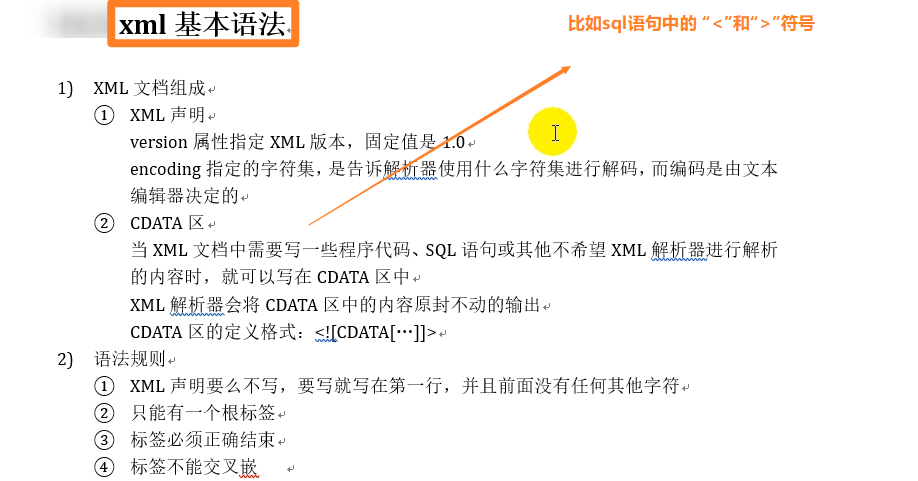 xml 基本语法
比如sql语句中的 “<”和“>”符号
1) XML 文档组成
① XML 声明
version 属性指定 XML 版本，固定值是 1.0
encoding 指定的字符集，是告诉解析器使用什么字符集进行解码，而编码是由文本
编辑器决定的
② CDATA 区
当 XML 文档中需要写一些程序代码、SQL 语句或其他不希望 XML 解析器进行解析
的内容时，就可以写在 CDATA 区中
XML 解析器会将 CDATA 区中的内容原封不动的输出
CDATA 区的定义格式：<![CDATA[…]]>
2) 语法规则
① XML 声明要么不写，要写就写在第一行，并且前面没有任何其他字符
② 只能有一个根标签
③ 标签必须正确结束
④ 标签不能交叉嵌